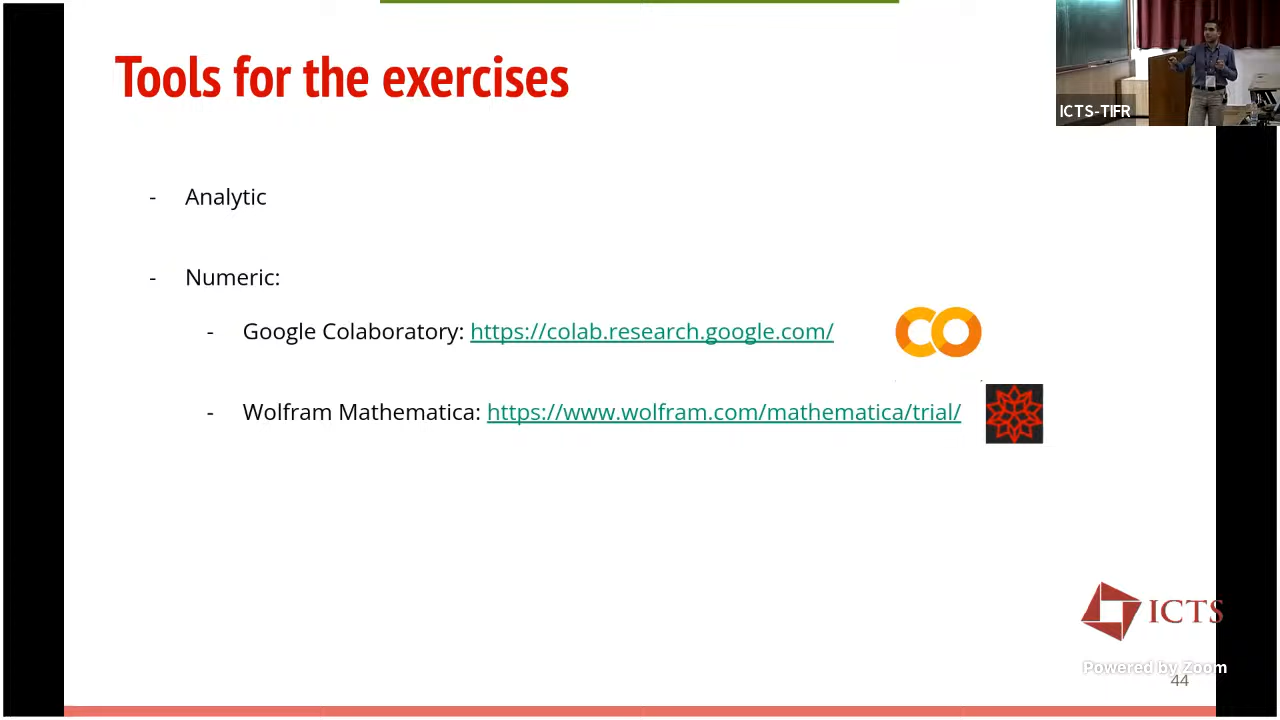 Tools for the exercises
ICTS-TIFR
- Analytic
- Numeric:
- Google Colaboratory: https://colab.research.google.com/
- Wolfram Mathematica: https://www.wolfram.com/mathematica/trial/
ICTS
Powered by Zoom
44